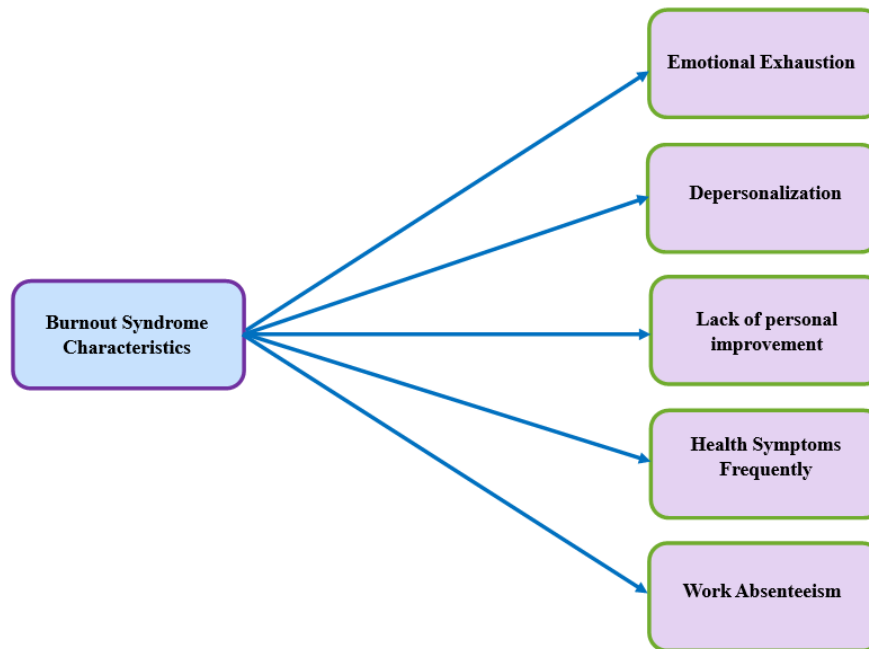 Emotional Exhaustion
Depersonalization
Burnout Syndrome
Characteristics
Lack of personal
improvement
Health Symptoms
Frequently
Work Absenteeism